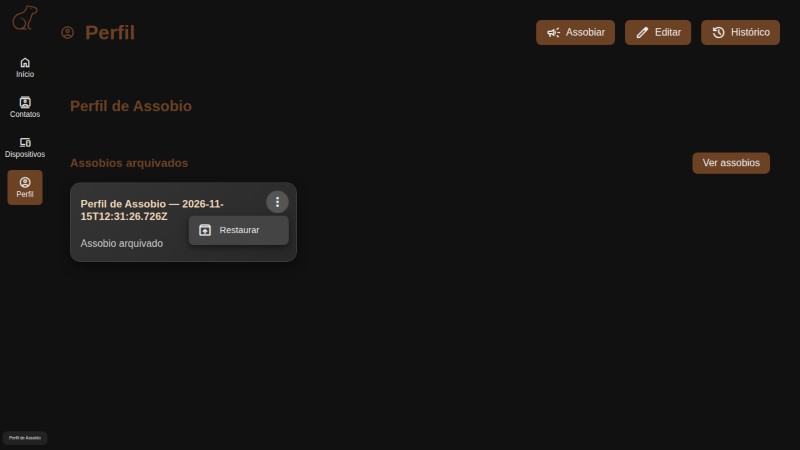 Perfil
Assobiar
Editar
Histórico
Início
Contatos
Dispositivos
Perfil
Perfil de Assobio
Assobios arquivados
Ver assobios
Perfil de Assobio — 2026-11-
15T12:31:26.726Z
Restaurar
Assobio arquivado
Perfil de Assobio